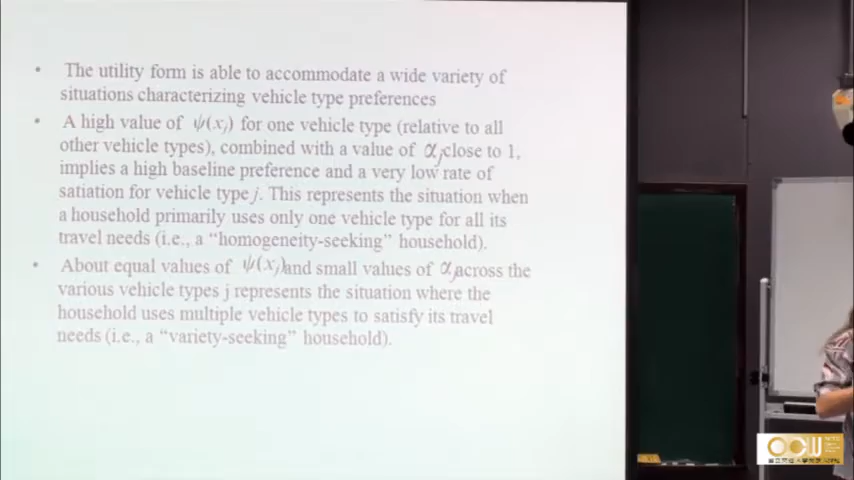 • The utility form is able to accommodate a wide variety of
situations characterizing vehicle type preferences
• A high value of ψ(xⱼ) for one vehicle type (relative to all
other vehicle types), combined with a value of αⱼ close to 1,
implies a high baseline preference and a very low rate of
satiation for vehicle type j. This represents the situation when
a household primarily uses only one vehicle type for all its
travel needs (i.e., a “homogeneity-seeking” household).
• About equal values of ψ(xⱼ) and small values of αⱼ across the
various vehicle types j represents the situation where the
household uses multiple vehicle types to satisfy its travel
needs (i.e., a “variety-seeking” household).
OCW